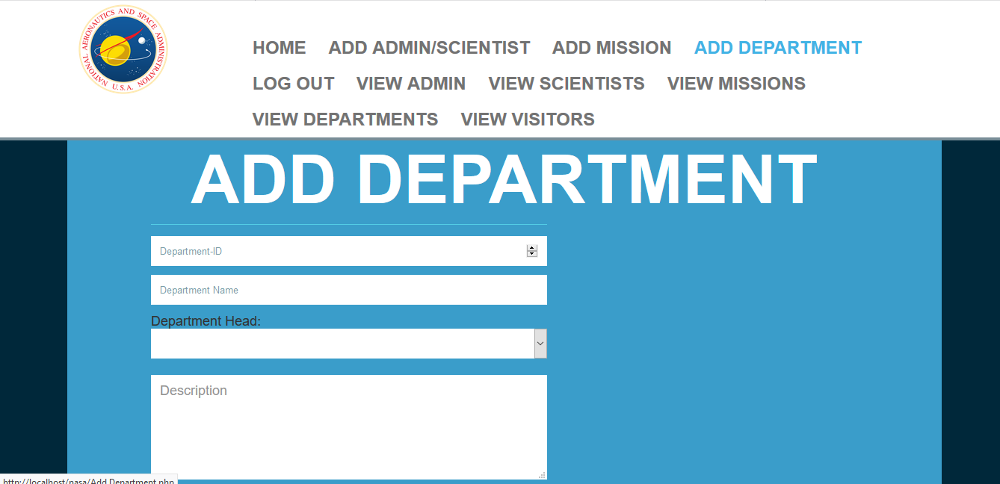 NATIONAL AERONAUTICS AND SPACE ADMINISTRATION
U.S.A.
HOME ADD ADMIN/SCIENTIST ADD MISSION ADD DEPARTMENT
LOG OUT VIEW ADMIN VIEW SCIENTISTS VIEW MISSIONS
VIEW DEPARTMENTS VIEW VISITORS
ADD DEPARTMENT
Department-ID
Department Name
Department Head:
Description
http://localhost/nasa/Add Department.php